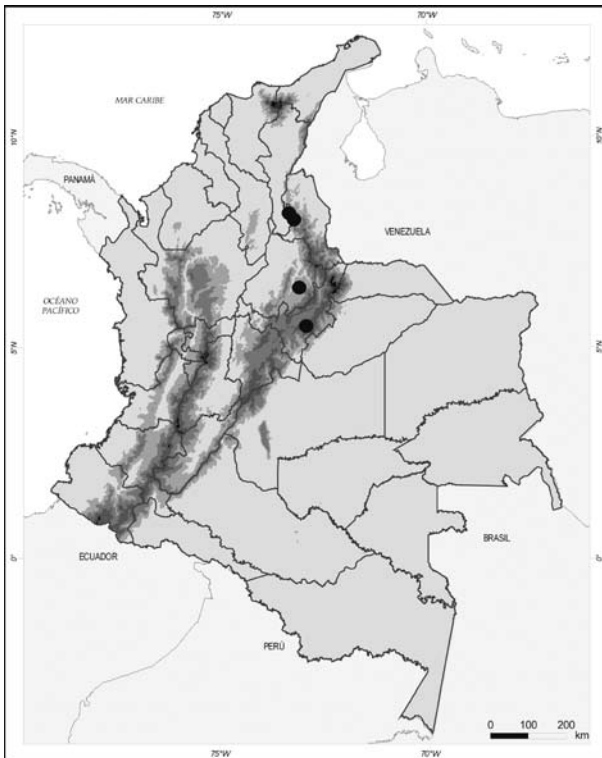 75°W 70°W
MAR CARIBE
10°N 10°N
PANAMÁ
VENEZUELA
OCÉANO
PACÍFICO
5°N 5°N
0° 0°
ECUADOR
BRASIL
PERÚ
0 100 200
km
75°W 70°W